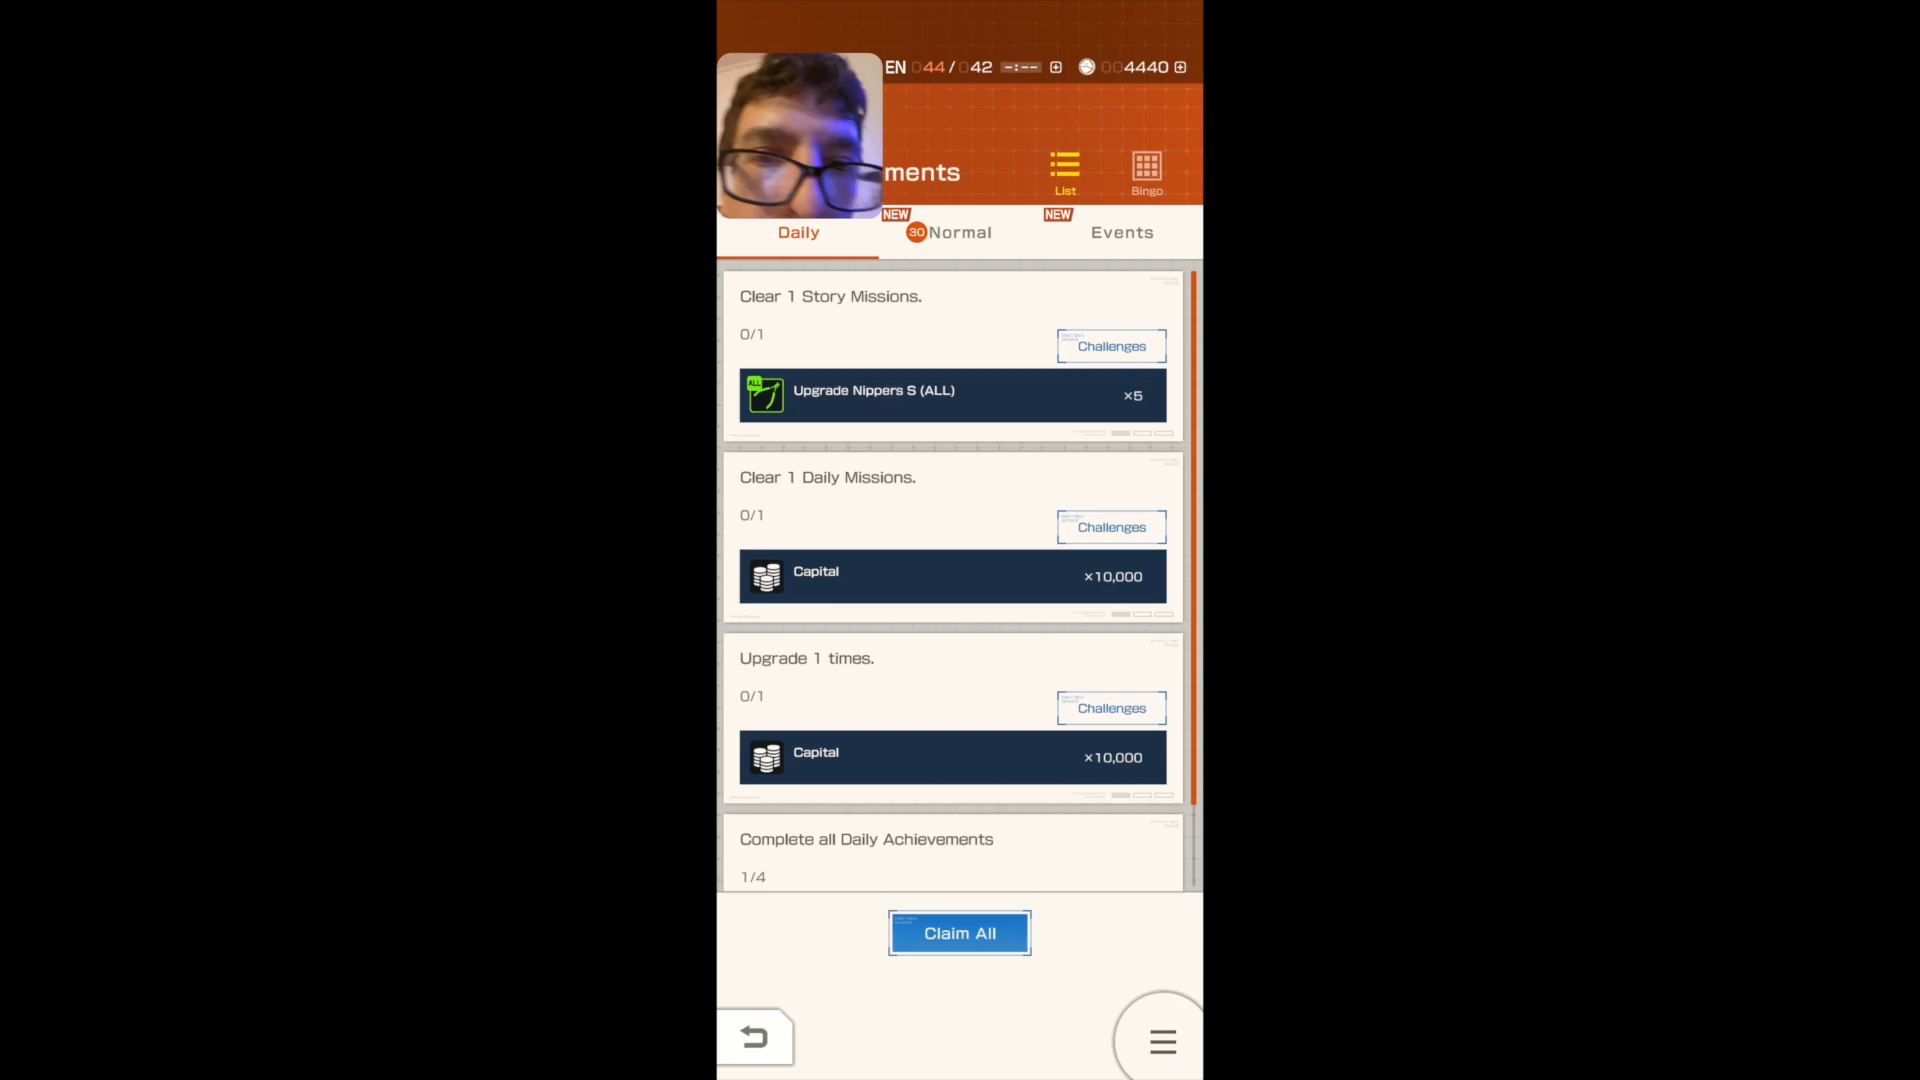 EN 044/042 -:-- 004440
ments
List
Bingo
NEW
NEW
Daily
30 Normal
Events
Clear 1 Story Missions.
0/1
Challenges
ALL
Upgrade Nippers S (ALL)
×5
Clear 1 Daily Missions.
0/1
Challenges
Capital
×10,000
Upgrade 1 times.
0/1
Challenges
Capital
×10,000
Complete all Daily Achievements
1/4
Claim All